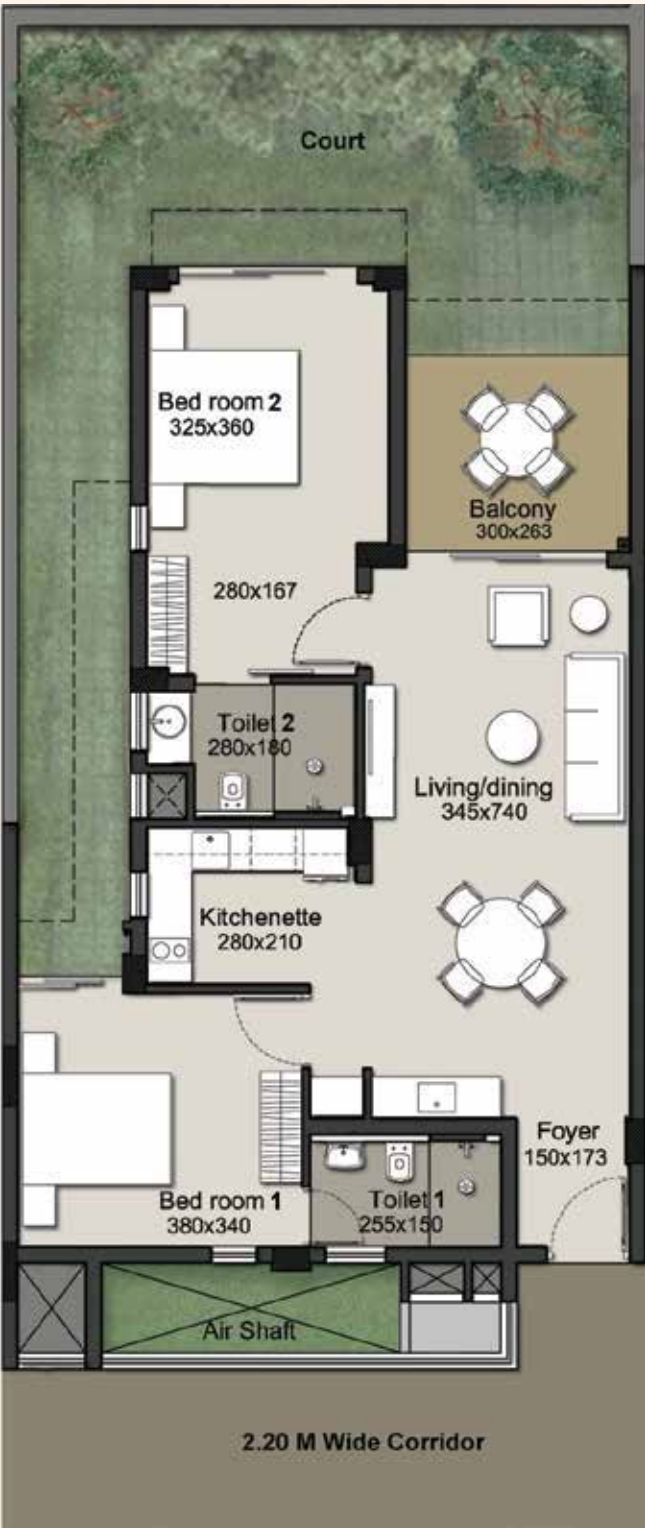 Court
Bed room 2
325x360
Balcony
300x263
280x167
Toilet 2
280x180
Living/dining
345x740
Kitchenette
280x210
Foyer
150x173
Bed room 1
380x340
Toilet 1
255x150
Air Shaft
2.20 M Wide Corridor